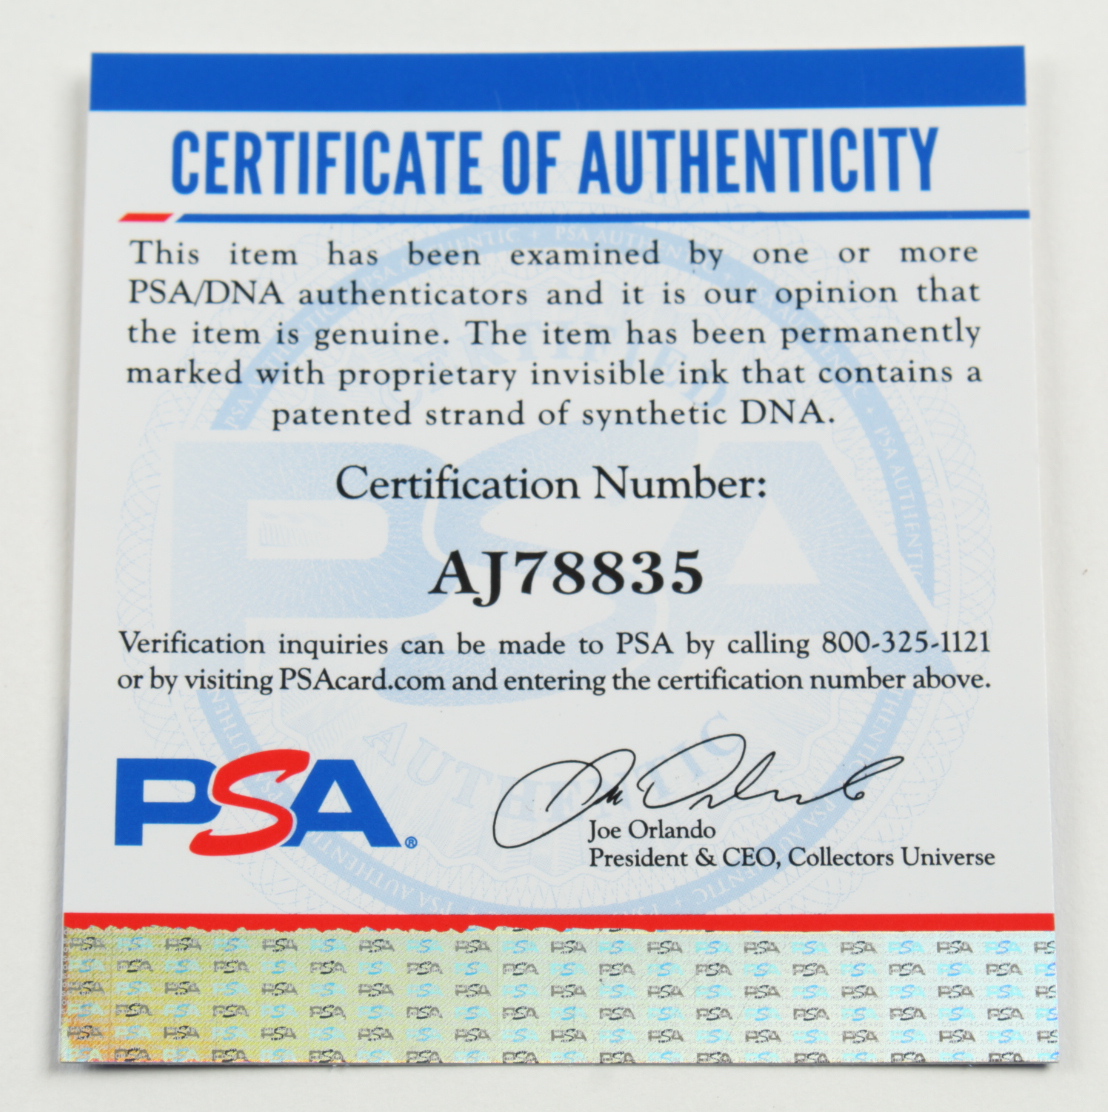 CERTIFICATE OF AUTHENTICITY
This item has been examined by one or more
PSA/DNA authenticators and it is our opinion that
the item is genuine. The item has been permanently
marked with proprietary invisible ink that contains a
patented strand of synthetic DNA.
Certification Number:
AJ78835
Verification inquiries can be made to PSA by calling 800-325-1121
or by visiting PSAcard.com and entering the certification number above.
PSA®
Joe Orlando
President & CEO, Collectors Universe